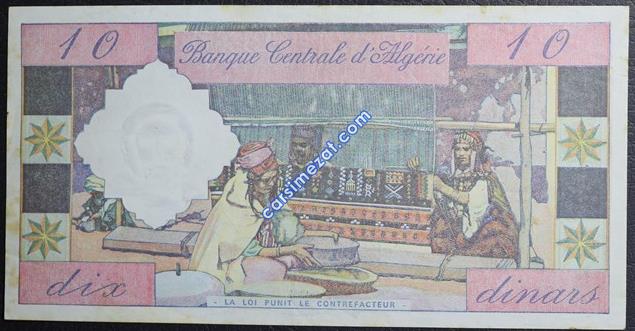 10 Banque Centrale d'Algérie 10
carsimezat.com
- LA LOI PUNIT LE CONTREFACTEUR -
dix dinars